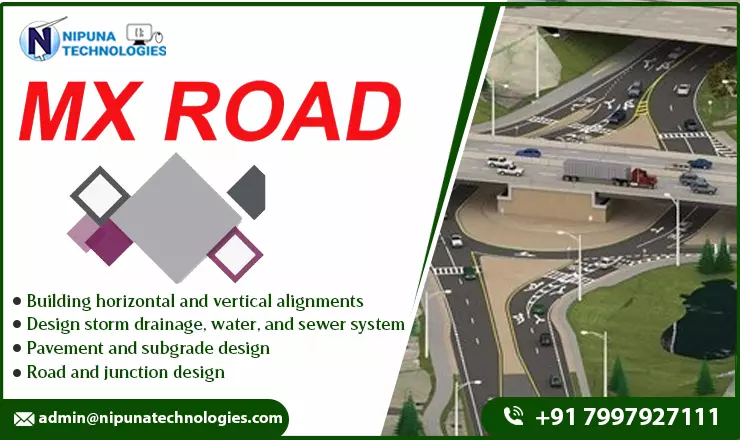 NIPUNA
TECHNOLOGIES
MX ROAD
• Building horizontal and vertical alignments
• Design storm drainage, water, and sewer system
• Pavement and subgrade design
• Road and junction design
admin@nipunatechnologies.com
+91 7997927111